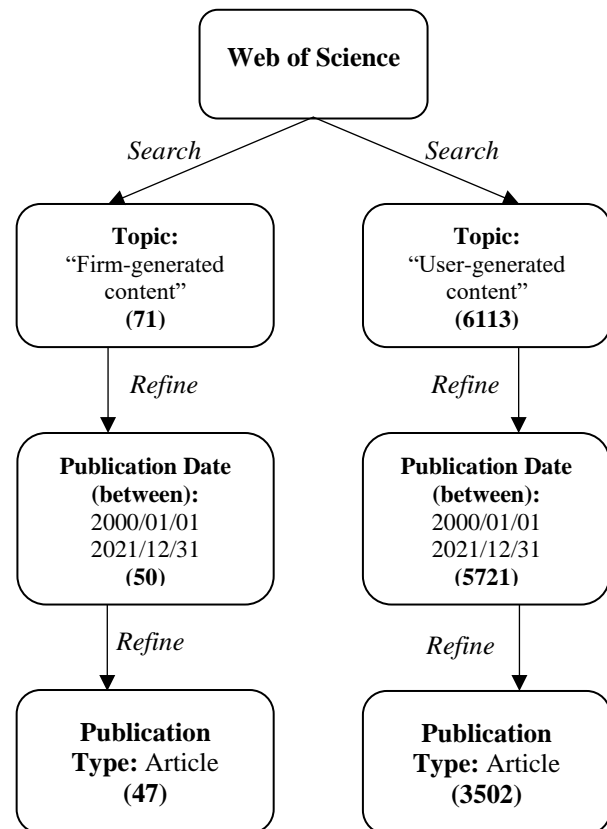 Web of Science
Search
Search
Topic:
“Firm-generated
content”
(71)
Topic:
“User-generated
content”
(6113)
Refine
Refine
Publication Date
(between):
2000/01/01
2021/12/31
(50)
Publication Date
(between):
2000/01/01
2021/12/31
(5721)
Refine
Refine
Publication
Type: Article
(47)
Publication
Type: Article
(3502)